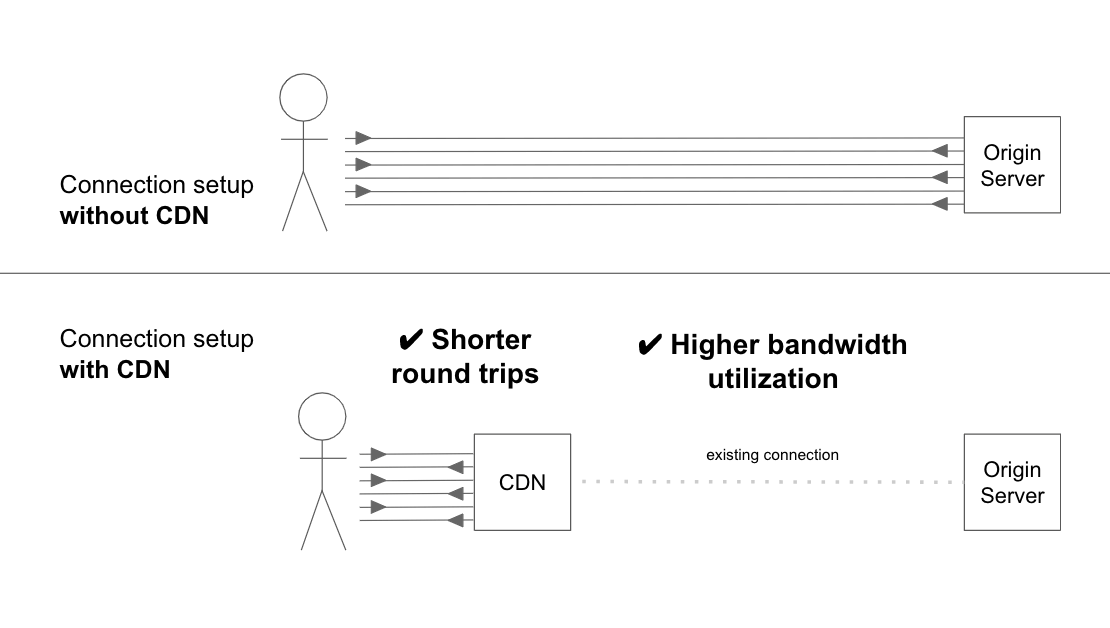 Connection setup
without CDN
Origin
Server
Connection setup
with CDN
✔ Shorter
round trips
✔ Higher bandwidth
utilization
CDN
existing connection
Origin
Server